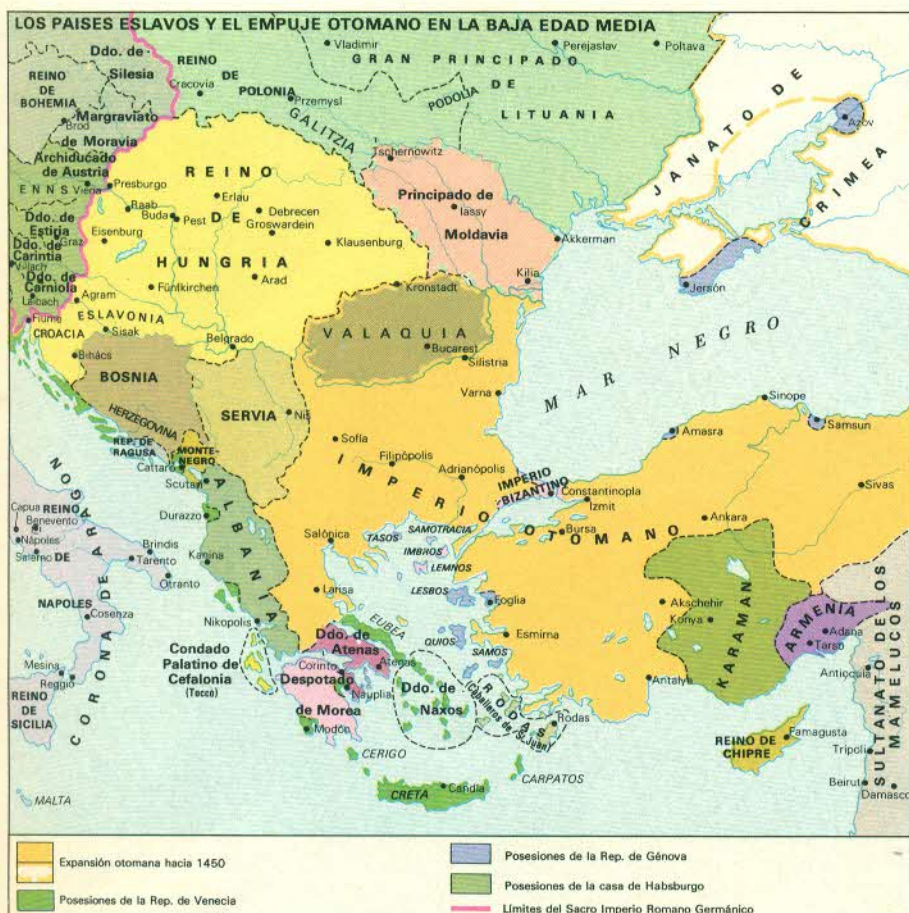 LOS PAISES ESLAVOS Y EL EMPUJE OTOMANO EN LA BAJA EDAD MEDIA
Ddo. de
Silesia
REINO
DE
BOHEMIA
Brod
Margraviato
de Moravia
Archiducado
de Austria
ENNS
Viena
Ddo. de
Estiria
Graz
Ddo. de
Carintia
Villach
Ddo. de
Carniola
Laibach
Fiume
REINO
DE
POLONIA
Cracovia
Przemysl
GALITZIA
Vladimir
Perejaslav
Poltava
GRAN PRINCIPADO
DE
LITUANIA
PODOLIA
JANATO DE
CRIMEA
Azov
Jersón
REINO
DE
HUNGRIA
Presburgo
Raab
Buda
Pest
Erlau
Debrecen
Groswardein
Eisenburg
Klausenburg
Fünfkirchen
Arad
Kronstadt
Agram
ESLAVONIA
Sisak
CROACIA
Bihács
Belgrado
Tschernowitz
Principado de
Moldavia
Iassy
Akkerman
Kilia
VALAQUIA
Bucarest
Silistria
Varna
MAR NEGRO
BOSNIA
HERZEGOVINA
SERVIA
Nis
REP. DE
RAGUSA
MONTE-
NEGRO
Cattaro
Scutari
Durazzo
ALBANIA
Kanina
Nikopolis
Sofía
Filipópolis
Adrianópolis
IMPERIO
OTOMANO
IMPERIO
BIZANTINO
Constantinopla
Izmit
Bursa
Sinope
Amasra
Samsun
Sivas
Ankara
Salónica
TASOS
SAMOTRACIA
IMBROS
LEMNOS
LESBOS
Foglia
Larisa
EUBEA
QUIOS
SAMOS
Esmirna
Akschehir
Konya
KARAMAN
Antalya
ARMENIA
Adana
Tarso
Antioquia
SULTANATO DE LOS
MAMELUCOS
CORONA DE ARAGON
Capua
Benevento
REINO
DE
NAPOLES
Nápoles
Salerno
Brindis
Tarento
Otranto
Cosenza
Mesina
Reggio
REINO
DE
SICILIA
MALTA
Condado
Palatino de
Cefalonia
(Tocco)
Ddo. de
Atenas
Atenas
Corinto
Despotado
de Morea
Nauplia
Modón
Ddo. de
Naxos
RODAS
(Caballeros de S. Juan)
Rodas
CERIGO
CARPATOS
CRETA
Candia
REINO DE
CHIPRE
Famagusta
Trípoli
Beirut
Damasco
Expansión otomana hacia 1450
Posesiones de la Rep. de Venecia
Posesiones de la Rep. de Génova
Posesiones de la casa de Habsburgo
Límites del Sacro Imperio Romano Germánico